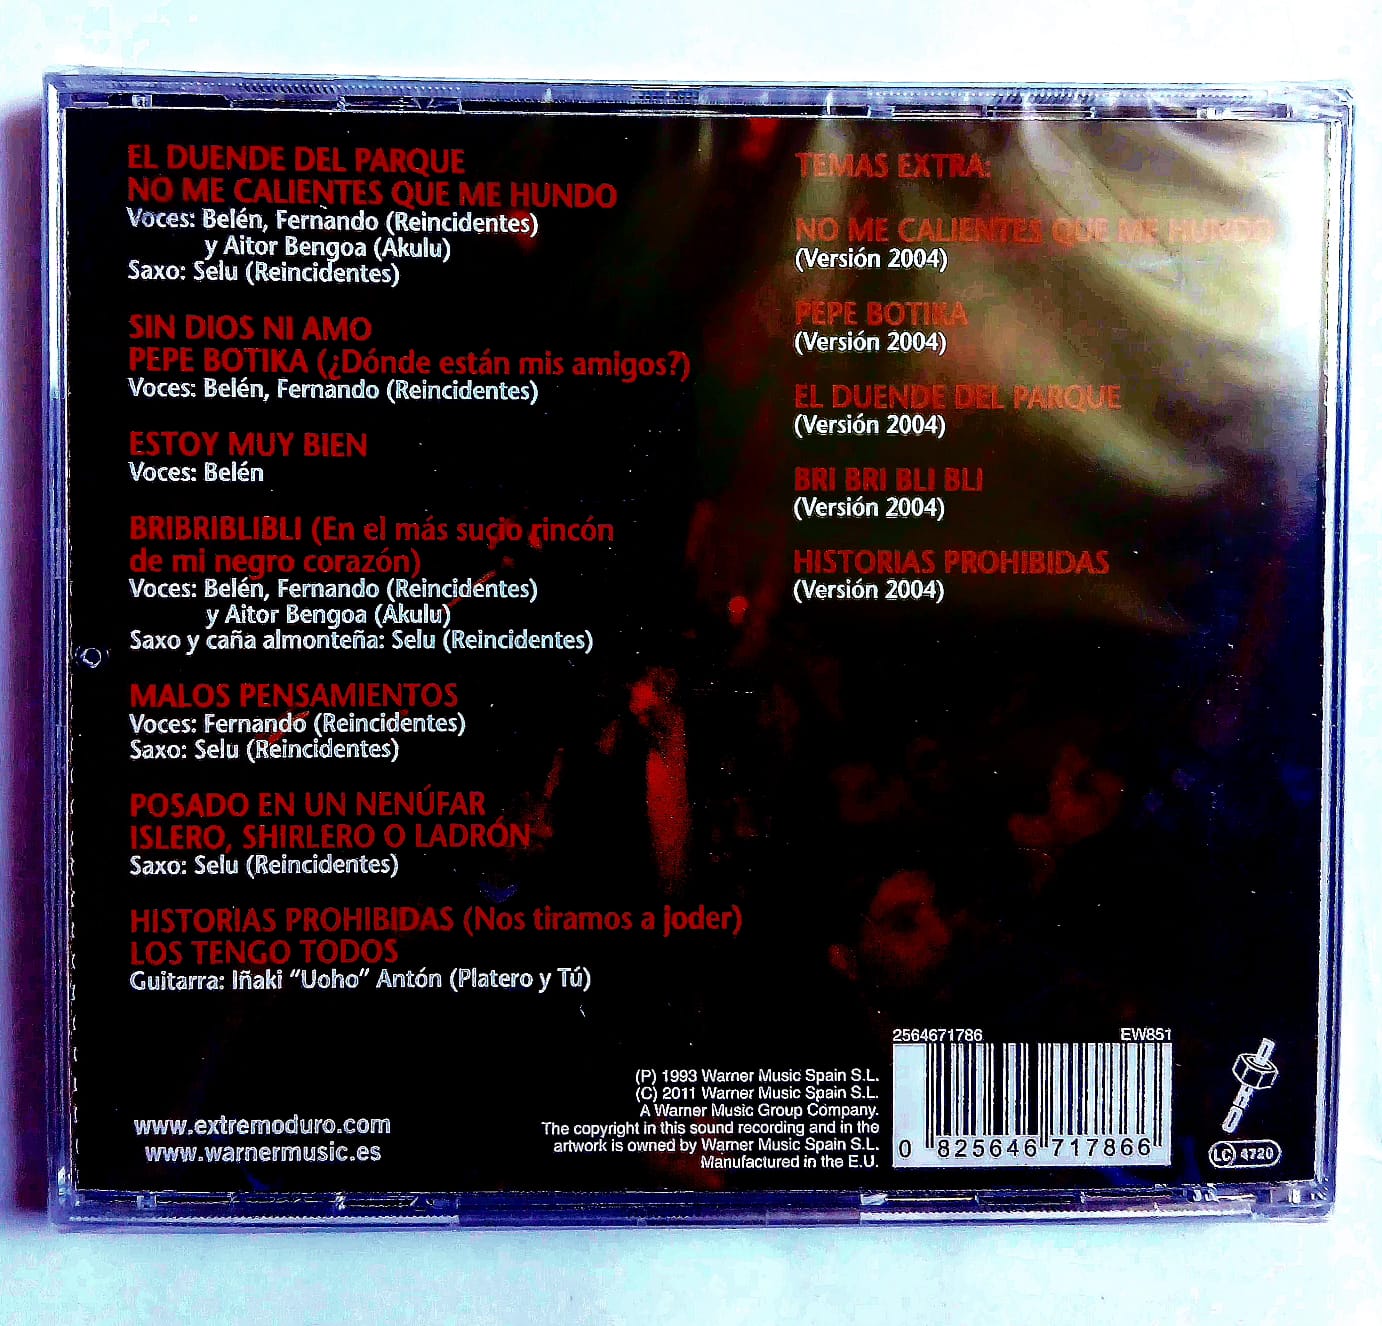 EL DUENDE DEL PARQUE
NO ME CALIENTES QUE ME HUNDO
Voces: Belén, Fernando (Reincidentes)
y Aitor Bengoa (Akulu)
Saxo: Selu (Reincidentes)
SIN DIOS NI AMO
PEPE BOTIKA (¿Dónde están mis amigos?)
Voces: Belén, Fernando (Reincidentes)
ESTOY MUY BIEN
Voces: Belén
BRIBRIBLIBLI (En el más sucio rincón
de mi negro corazón)
Voces: Belén, Fernando (Reincidentes)
y Aitor Bengoa (Akulu)
Saxo y caña almonteña: Selu (Reincidentes)
MALOS PENSAMIENTOS
Voces: Fernando (Reincidentes)
Saxo: Selu (Reincidentes)
POSADO EN UN NENÚFAR
ISLERO, SHIRLERO O LADRÓN
Saxo: Selu (Reincidentes)
HISTORIAS PROHIBIDAS (Nos tiramos a joder)
LOS TENGO TODOS
Guitarra: Iñaki "Uoho" Antón (Platero y Tú)
www.extremoduro.com
www.warnermusic.es
TEMAS EXTRA:
NO ME CALIENTES QUE ME HUNDO
(Versión 2004)
PEPE BOTIKA
(Versión 2004)
EL DUENDE DEL PARQUE
(Versión 2004)
BRI BRI BLI BLI
(Versión 2004)
HISTORIAS PROHIBIDAS
(Versión 2004)
(P) 1993 Warner Music Spain S.L.
(C) 2011 Warner Music Spain S.L.
A Warner Music Group Company.
The copyright in this sound recording and in the
artwork is owned by Warner Music Spain S.L.
Manufactured in the E.U.
2564671786 EW851
0 825646 717866
DRO
LC 4720